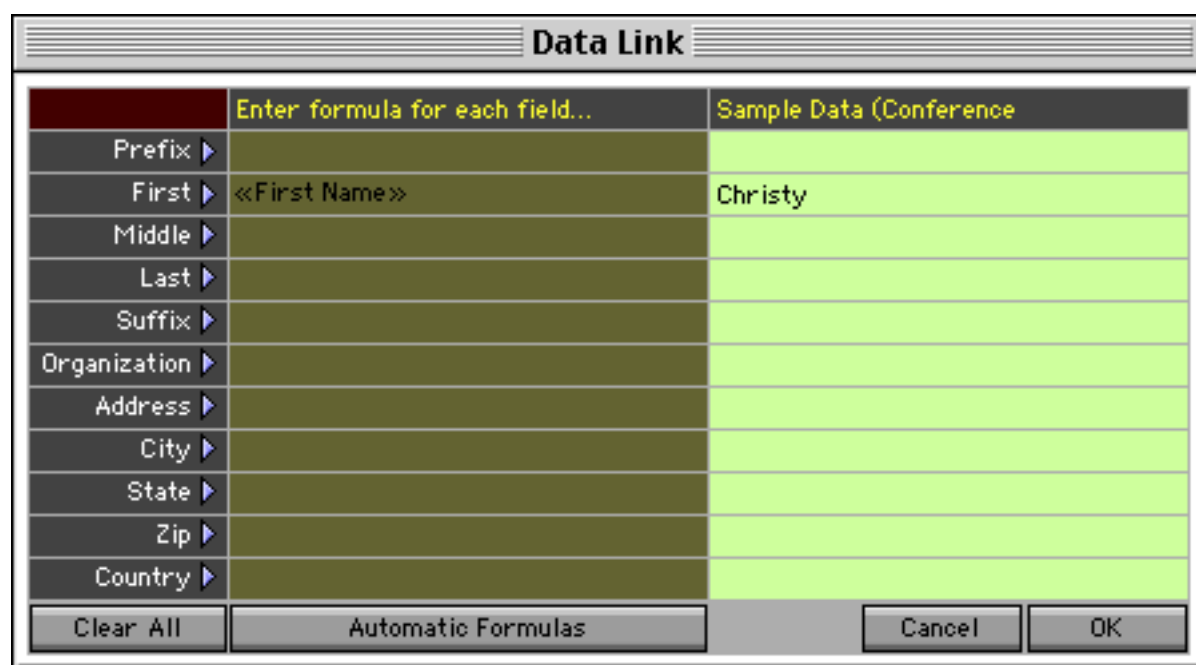 Data Link
Enter formula for each field... Sample Data (Conference
Prefix
First «First Name» Christy
Middle
Last
Suffix
Organization
Address
City
State
Zip
Country
Clear All Automatic Formulas Cancel OK